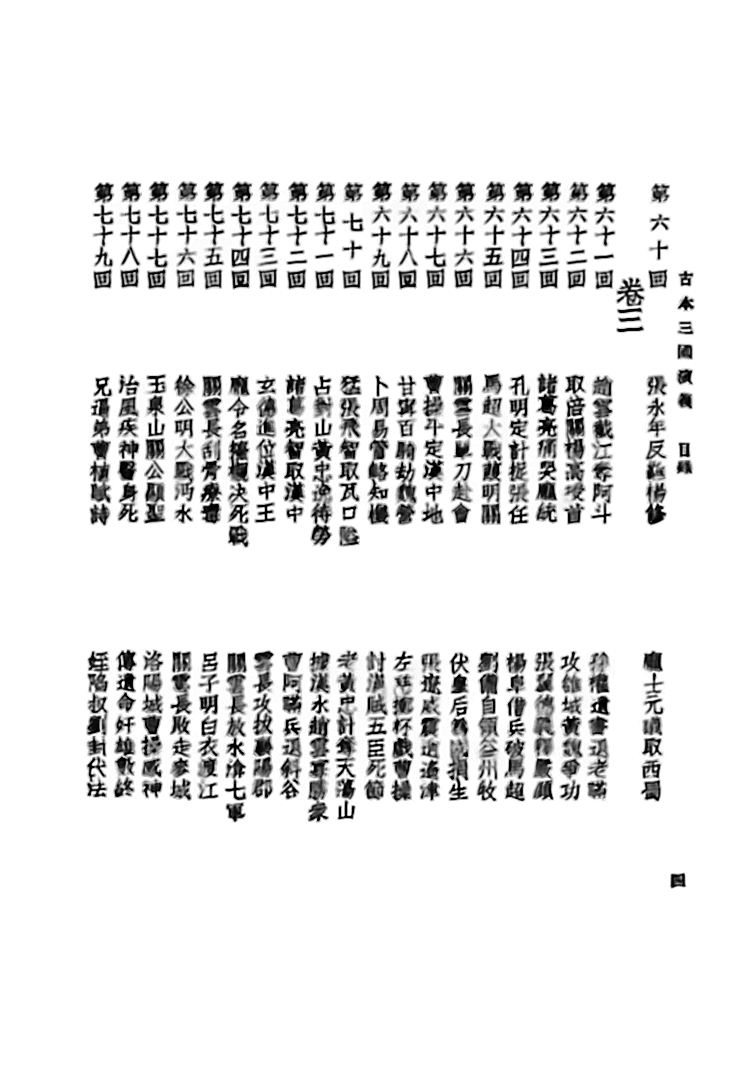 古本三國演義　目錄
四
第六十回　張永年反難楊修　龐士元議取西蜀
卷三
第六十一回　趙雲截江奪阿斗　孫權遺書退老瞞
第六十二回　取涪關楊高授首　攻雒城黃魏爭功
第六十三回　諸葛亮痛哭龐統　張翼德義釋嚴顏
第六十四回　孔明定計捉張任　楊阜借兵破馬超
第六十五回　馬超大戰葭萌關　劉備自領益州牧
第六十六回　關雲長單刀赴會　伏皇后為國捐生
第六十七回　曹操平定漢中地　張遼威震逍遙津
第六十八回　甘寧百騎劫魏營　左慈擲杯戲曹操
第六十九回　卜周易管輅知機　討漢賊五臣死節
第七十回　猛張飛智取瓦口隘　老黃忠計奪天蕩山
第七十一回　占對山黃忠逸待勞　據漢水趙雲寡勝眾
第七十二回　諸葛亮智取漢中　曹阿瞞兵退斜谷
第七十三回　玄德進位漢中王　雲長攻拔襄陽郡
第七十四回　龐令名擡櫬決死戰　關雲長放水淹七軍
第七十五回　關雲長刮骨療毒　呂子明白衣渡江
第七十六回　徐公明大戰沔水　關雲長敗走麥城
第七十七回　玉泉山關公顯聖　洛陽城曹操感神
第七十八回　治風疾神醫身死　傳遺命奸雄數終
第七十九回　兄逼弟曹植賦詩　姪陷叔劉封伏法